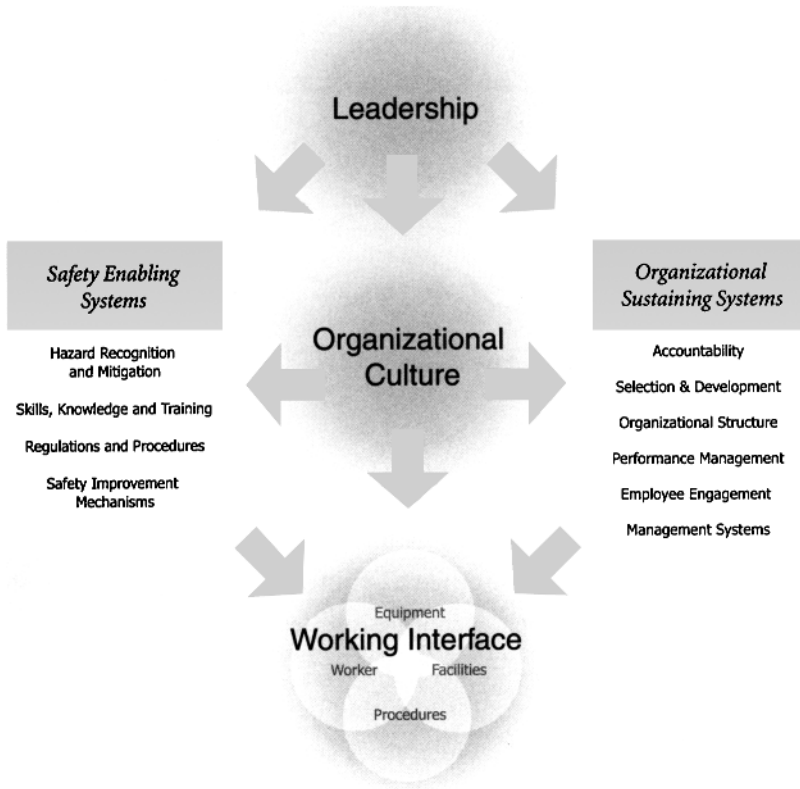 Leadership
Safety Enabling
Systems
Hazard Recognition
and Mitigation
Skills, Knowledge and Training
Regulations and Procedures
Safety Improvement
Mechanisms
Organizational
Culture
Organizational
Sustaining Systems
Accountability
Selection & Development
Organizational Structure
Performance Management
Employee Engagement
Management Systems
Equipment
Working Interface
Worker
Facilities
Procedures